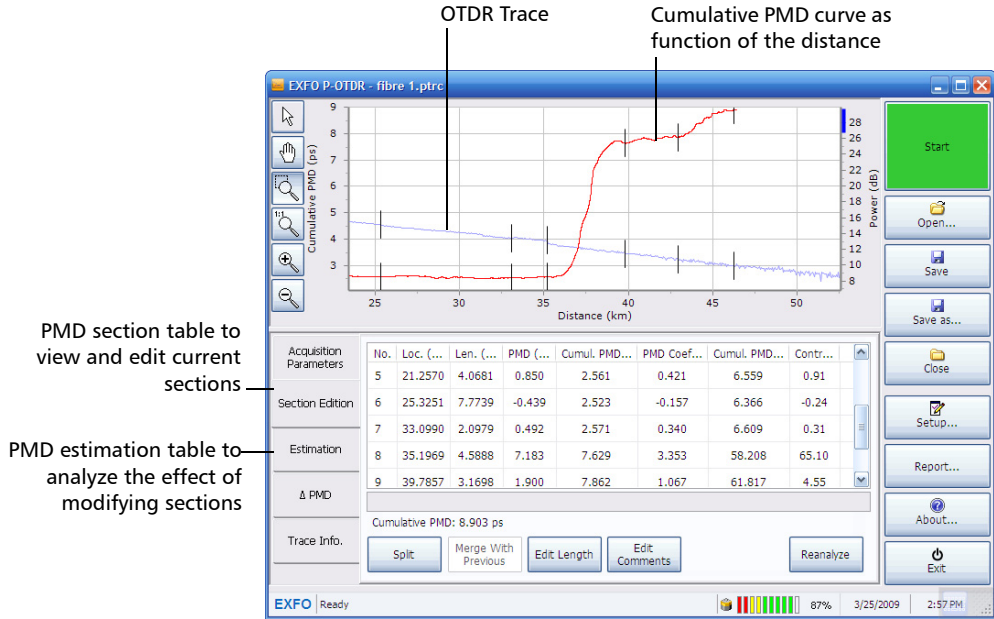 OTDR Trace
Cumulative PMD curve as
function of the distance
EXFO P-OTDR - fibre 1.ptrc
Cumulative PMD (ps)
9
8
7
6
5
4
3
28
26
24
22
20
18
16
14
12
10
8
Power (dB)
25 30 35 40 45 50
Distance (km)
1:1
Start
Open...
Save
Save as...
Close
Setup...
Report...
About...
Exit
PMD section table to
view and edit current
sections
PMD estimation table to
analyze the effect of
modifying sections
Acquisition
Parameters
Section Edition
Estimation
Δ PMD
Trace Info.
No. Loc. (... Len. (... PMD (... Cumul. PMD... PMD Coef... Cumul. PMD... Contr...
5 21.2570 4.0681 0.850 2.561 0.421 6.559 0.91
6 25.3251 7.7739 -0.439 2.523 -0.157 6.366 -0.24
7 33.0990 2.0979 0.492 2.571 0.340 6.609 0.31
8 35.1969 4.5888 7.183 7.629 3.353 58.208 65.10
9 39.7857 3.1698 1.900 7.862 1.067 61.817 4.55
Cumulative PMD: 8.903 ps
Split
Merge With
Previous
Edit Length
Edit
Comments
Reanalyze
EXFO Ready
87% 3/25/2009 2:57 PM